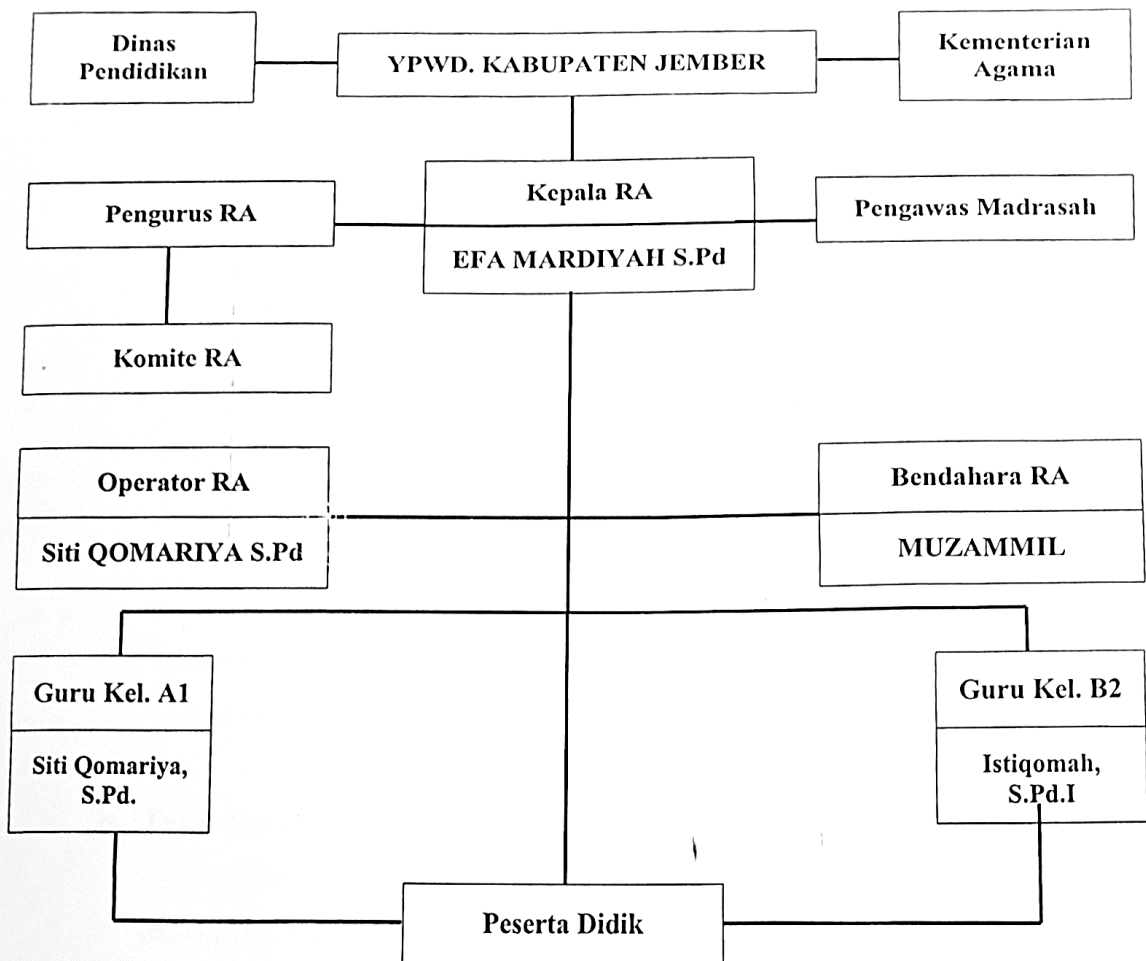 Dinas
Pendidikan
YPWD. KABUPATEN JEMBER
Kementerian
Agama
Pengurus RA
Kepala RA
EFA MARDIYAH S.Pd
Pengawas Madrasah
Komite RA
Operator RA
Siti QOMARIYA S.Pd
Bendahara RA
MUZAMMIL
Guru Kel. A1
Siti Qomariya,
S.Pd.
Guru Kel. B2
Istiqomah,
S.Pd.I
Peserta Didik